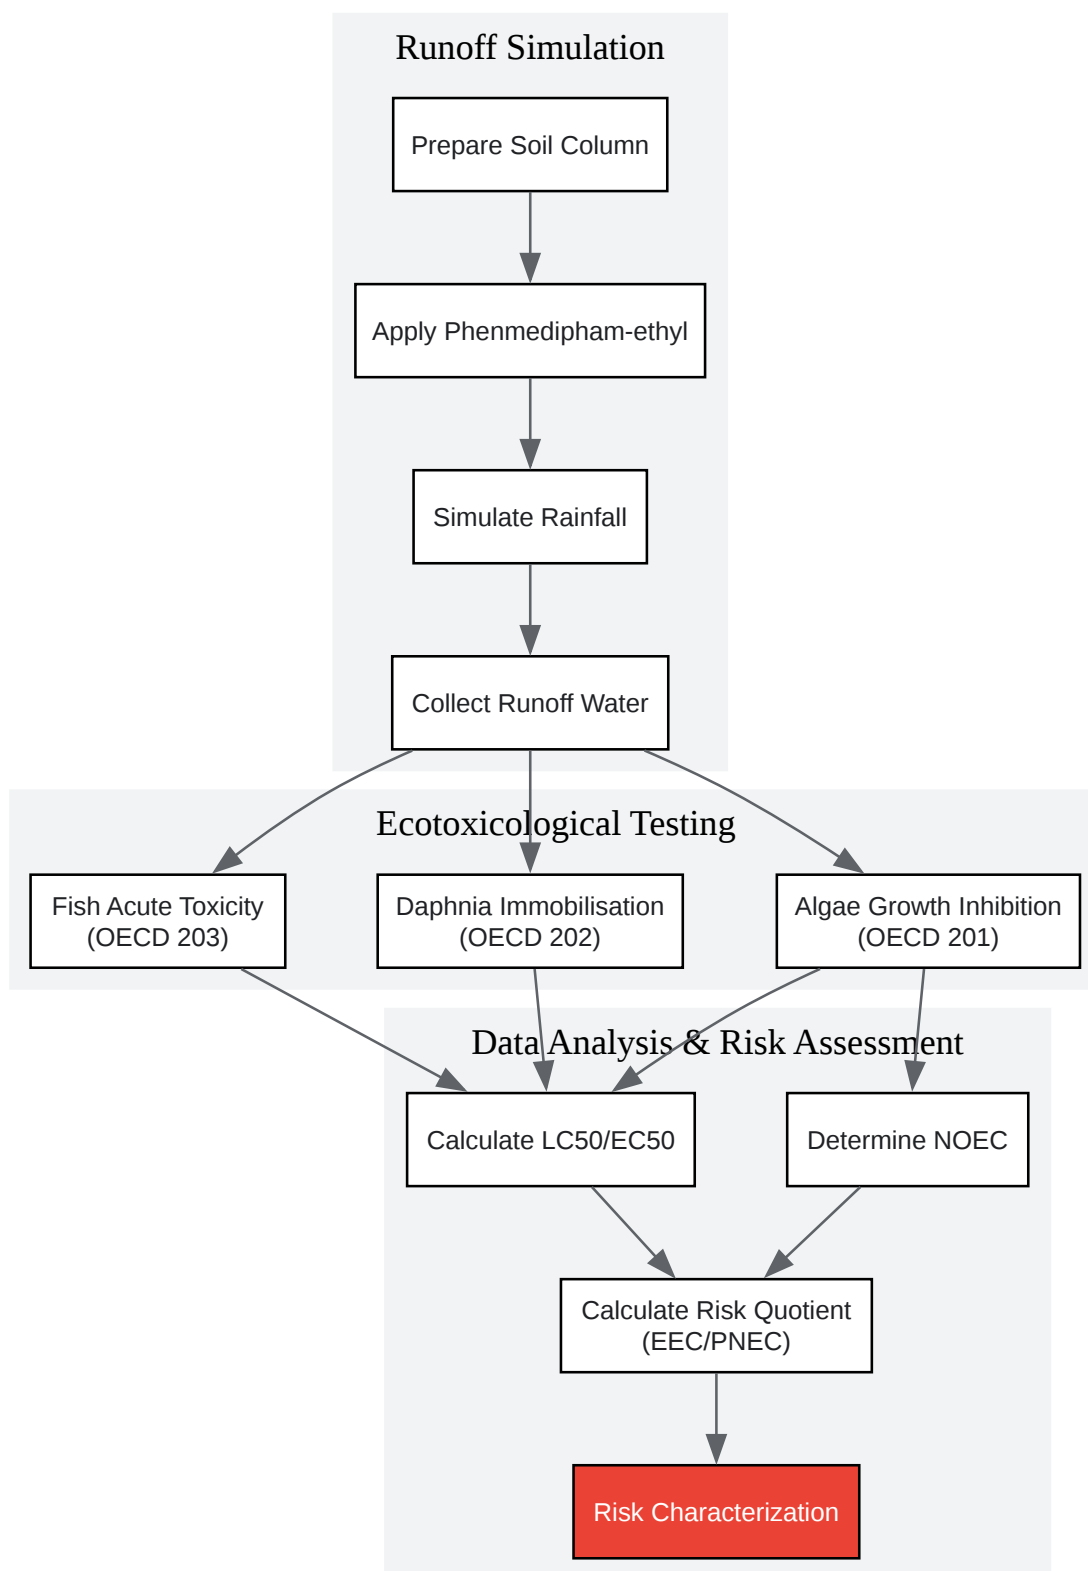 Runoff Simulation
Prepare Soil Column
Apply Phenmedipham-ethyl
Simulate Rainfall
Collect Runoff Water
Ecotoxicological Testing
Fish Acute Toxicity
(OECD 203)
Daphnia Immobilisation
(OECD 202)
Algae Growth Inhibition
(OECD 201)
Data Analysis & Risk Assessment
Calculate LC50/EC50
Determine NOEC
Calculate Risk Quotient
(EEC/PNEC)
Risk Characterization